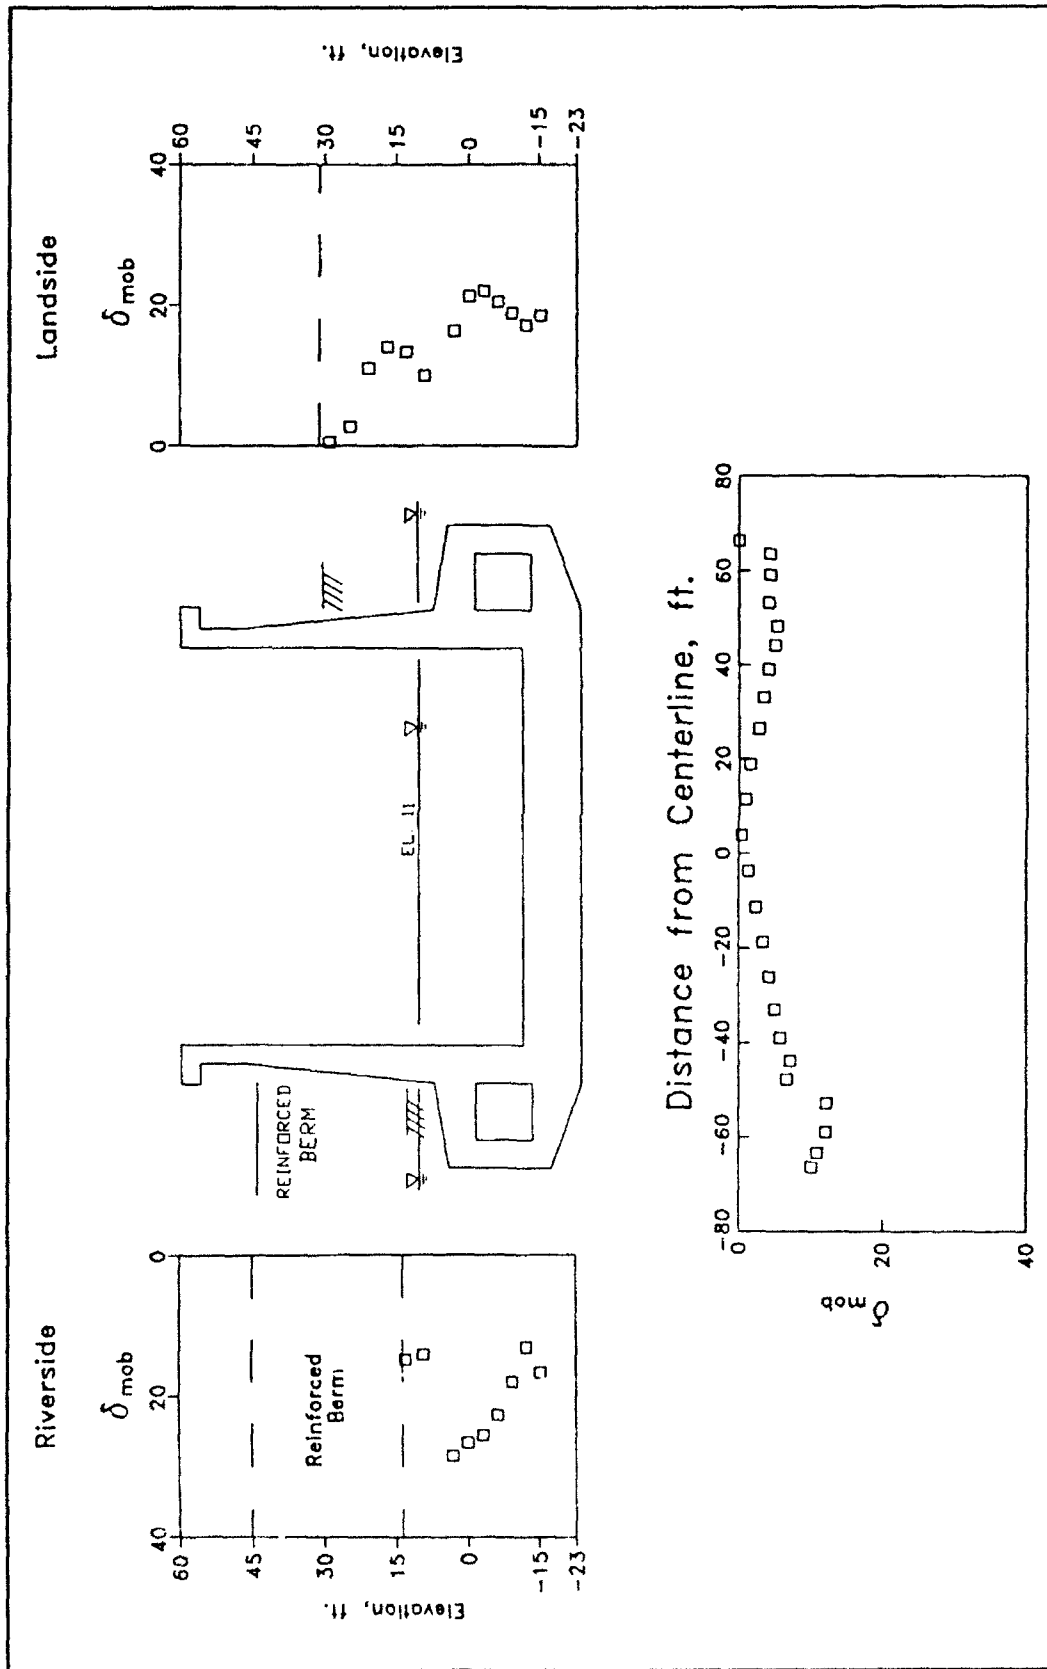 Riverside
δmob
40
20
0
60
45
30
15
0
-15
-23
Elevation, ft.
Reinforced
Berm
REINFORCED
BERM
EL. 11
Landside
δmob
0
20
40
60
45
30
15
0
-15
-23
Elevation, ft.
Distance from Centerline, ft.
-80
-60
-40
-20
0
20
40
60
80
0
20
40
δmob